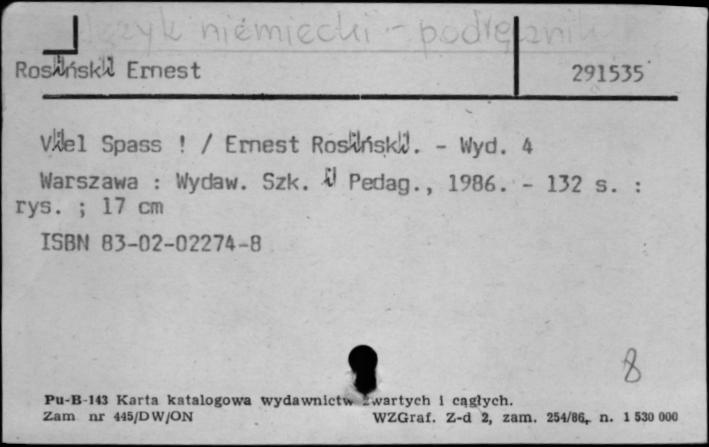 Język niemiecki - podręcznik
Rosiński Ernest 291535
Viel Spass ! / Ernest Rosiński. - Wyd. 4
Warszawa : Wydaw. Szk. i Pedag., 1986. - 132 s. :
rys. ; 17 cm
ISBN 83-02-02274-8
8
Pu-B-143 Karta katalogowa wydawnictw zwartych i ciągłych.
Zam nr 445/DW/ON WZGraf. Z-d 2, zam. 254/86, n. 1 530 000